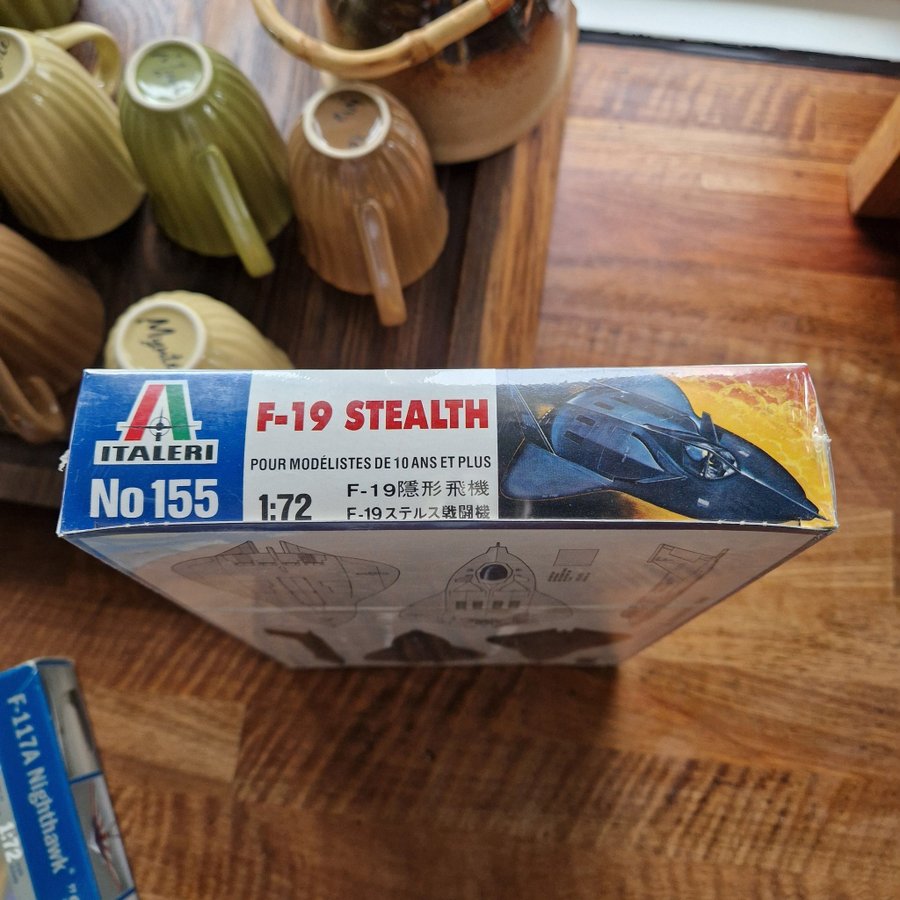 ITALERI
No 155
F-19 STEALTH
POUR MODÉLISTES DE 10 ANS ET PLUS
1:72
F-19隱形飛機
F-19ステルス戦闘機
F-117A Nighthawk
1:72